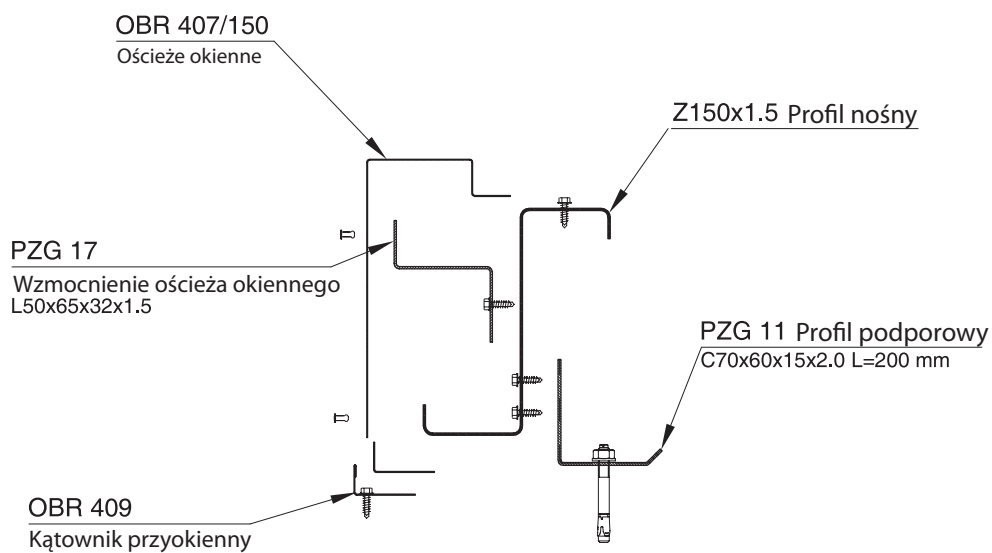 OBR 407/150
Ościeże okienne
Z150x1.5 Profil nośny
PZG 17
Wzmocnienie ościeża okiennego
L50x65x32x1.5
PZG 11 Profil podporowy
C70x60x15x2.0 L=200 mm
OBR 409
Kątownik przyokienny